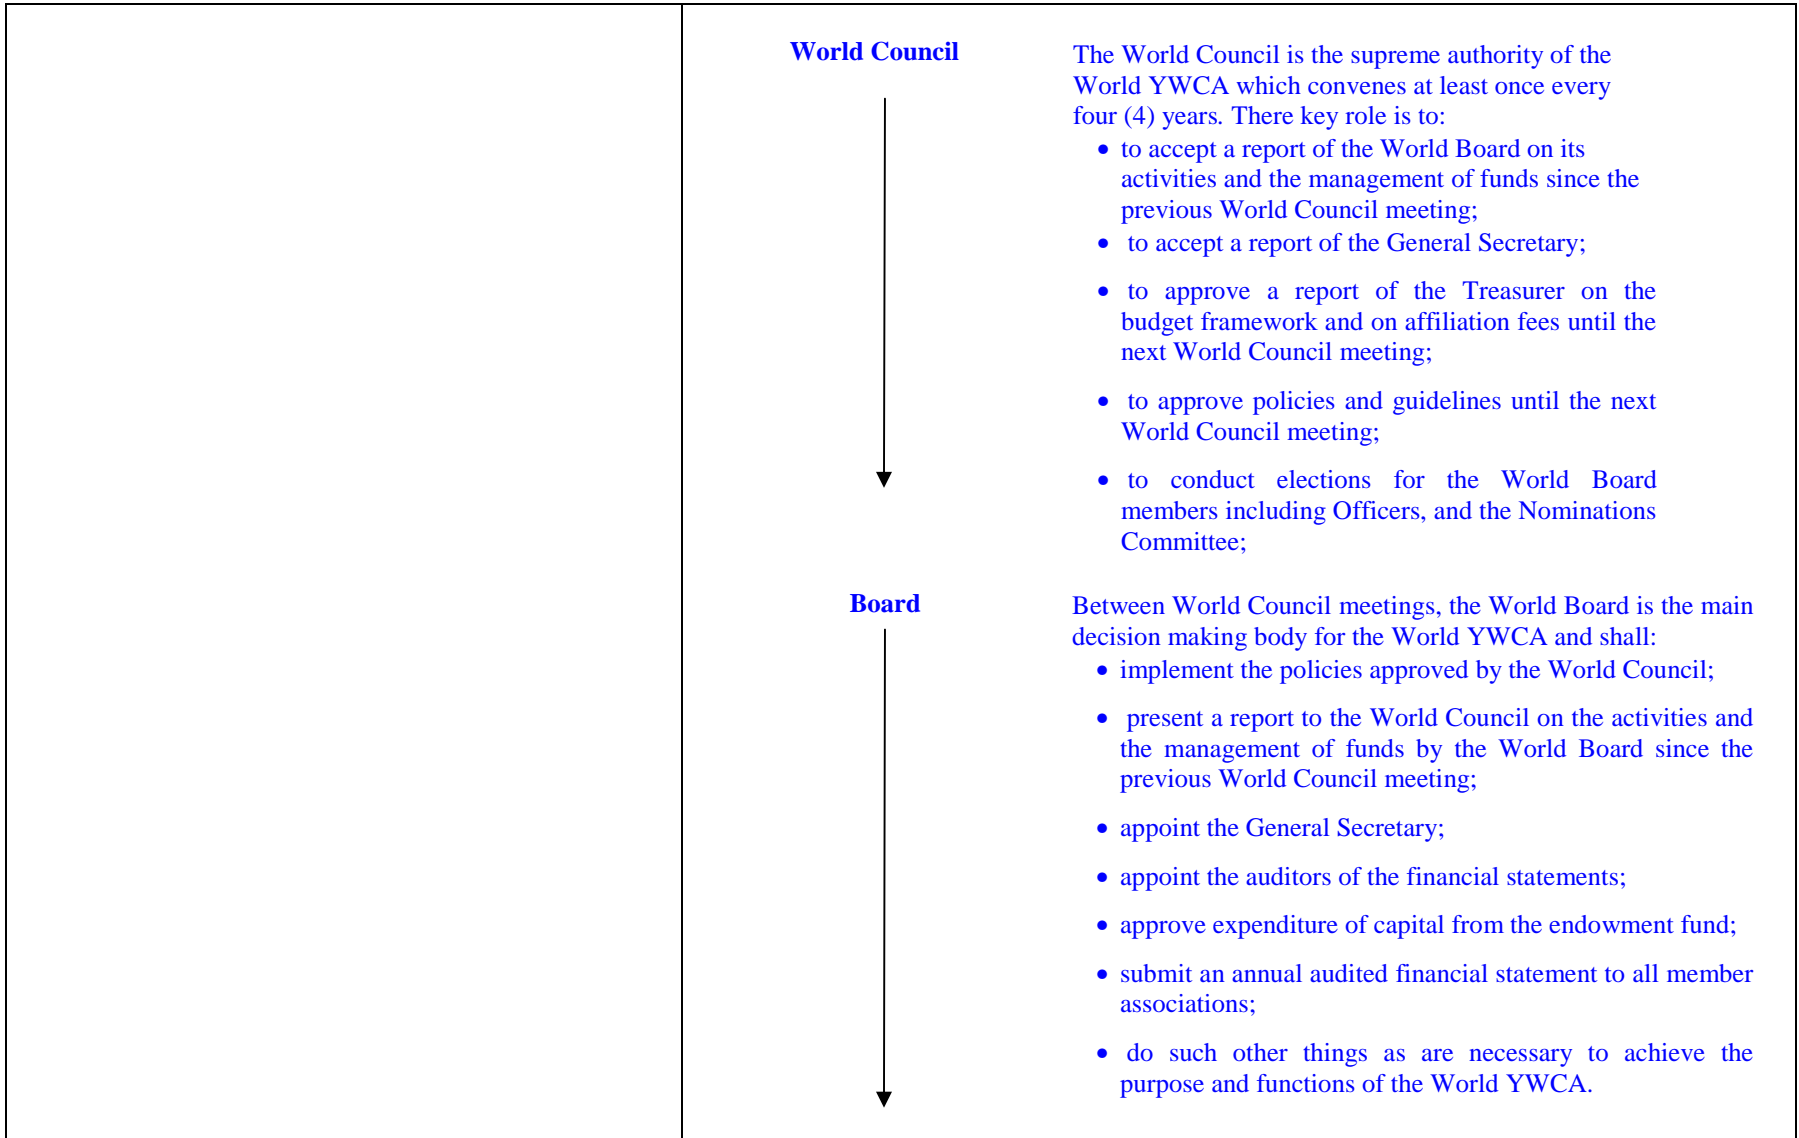 World Council
The World Council is the supreme authority of the
World YWCA which convenes at least once every
four (4) years. There key role is to:
• to accept a report of the World Board on its
activities and the management of funds since the
previous World Council meeting;
• to accept a report of the General Secretary;
• to approve a report of the Treasurer on the
budget framework and on affiliation fees until the
next World Council meeting;
• to approve policies and guidelines until the next
World Council meeting;
• to conduct elections for the World Board
members including Officers, and the Nominations
Committee;
Board
Between World Council meetings, the World Board is the main
decision making body for the World YWCA and shall:
• implement the policies approved by the World Council;
• present a report to the World Council on the activities and
the management of funds by the World Board since the
previous World Council meeting;
• appoint the General Secretary;
• appoint the auditors of the financial statements;
• approve expenditure of capital from the endowment fund;
• submit an annual audited financial statement to all member
associations;
• do such other things as are necessary to achieve the
purpose and functions of the World YWCA.